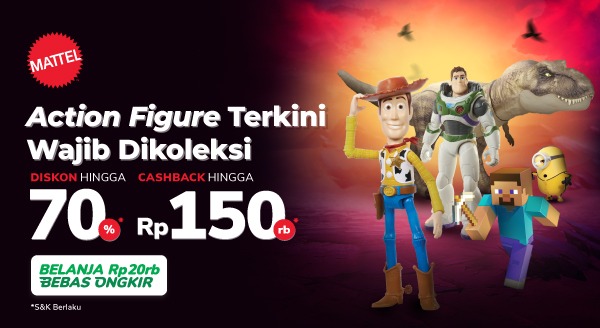 MATTEL
Action Figure Terkini
Wajib Dikoleksi
DISKON HINGGA CASHBACK HINGGA
70%* Rp150rb*
BELANJA Rp20rb
BEBAS ONGKIR
*S&K Berlaku